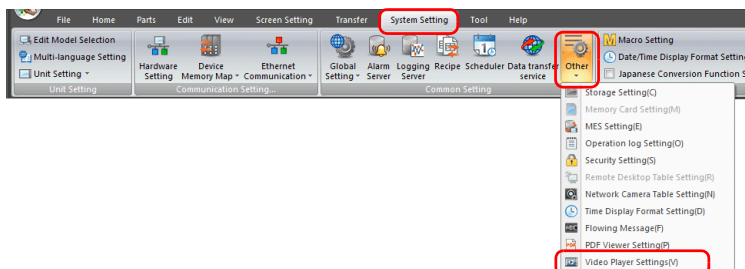 File Home Parts Edit View Screen Setting Transfer System Setting Tool Help
Edit Model Selection
Multi-language Setting
Unit Setting
Unit Setting
Hardware Setting
Device Memory Map
Ethernet Communication
Communication Setting...
Global Setting
Alarm Server
Logging Server
Recipe
Scheduler
Data transfer service
Common Setting
Other
Macro Setting
Date/Time Display Format Settin
Japanese Conversion Function S
Storage Setting(C)
Memory Card Setting(M)
MES Setting(E)
Operation log Setting(O)
Security Setting(S)
Remote Desktop Table Setting(R)
Network Camera Table Setting(N)
Time Display Format Setting(D)
Flowing Message(F)
PDF Viewer Setting(P)
Video Player Settings(V)